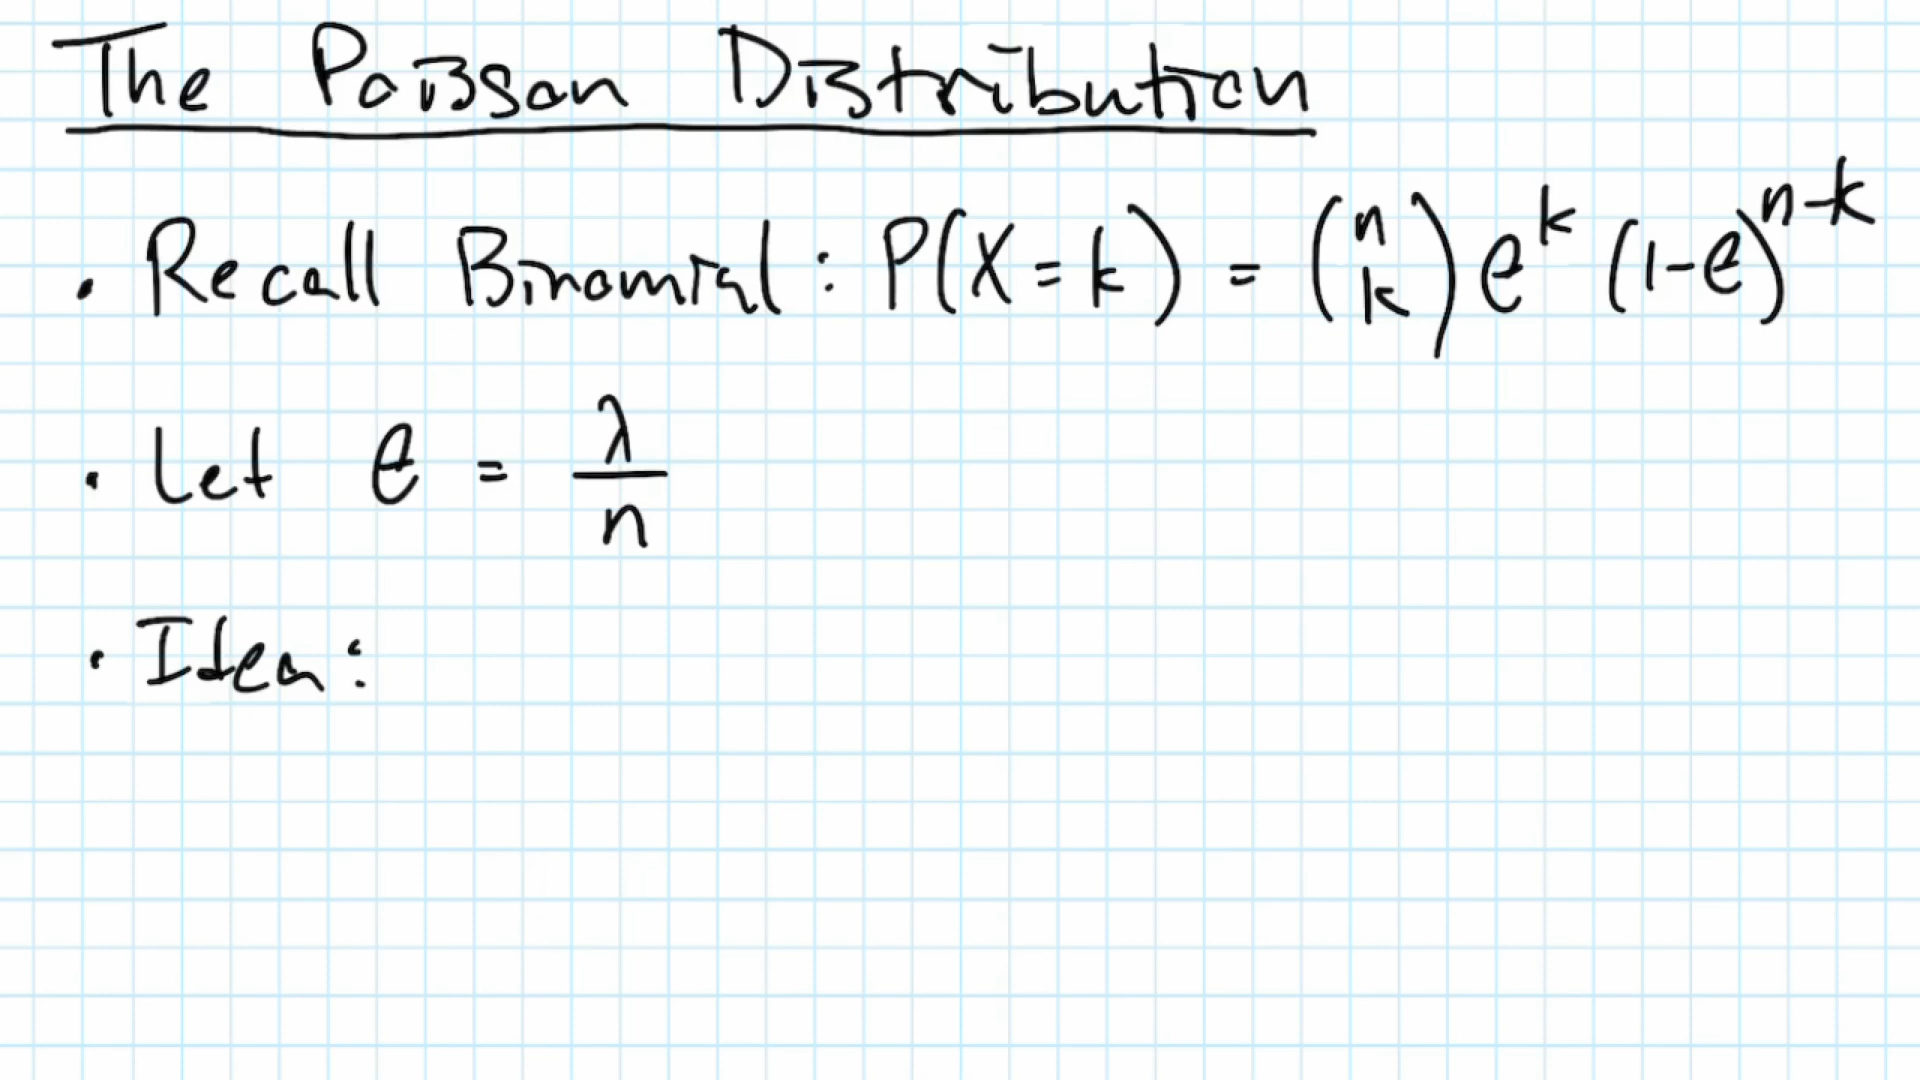 The Poisson Distribution
. Recall Binomial : P(X = k) = (n k) θ^k (1-θ)^n-k
. Let θ = λ/n
. Idea: